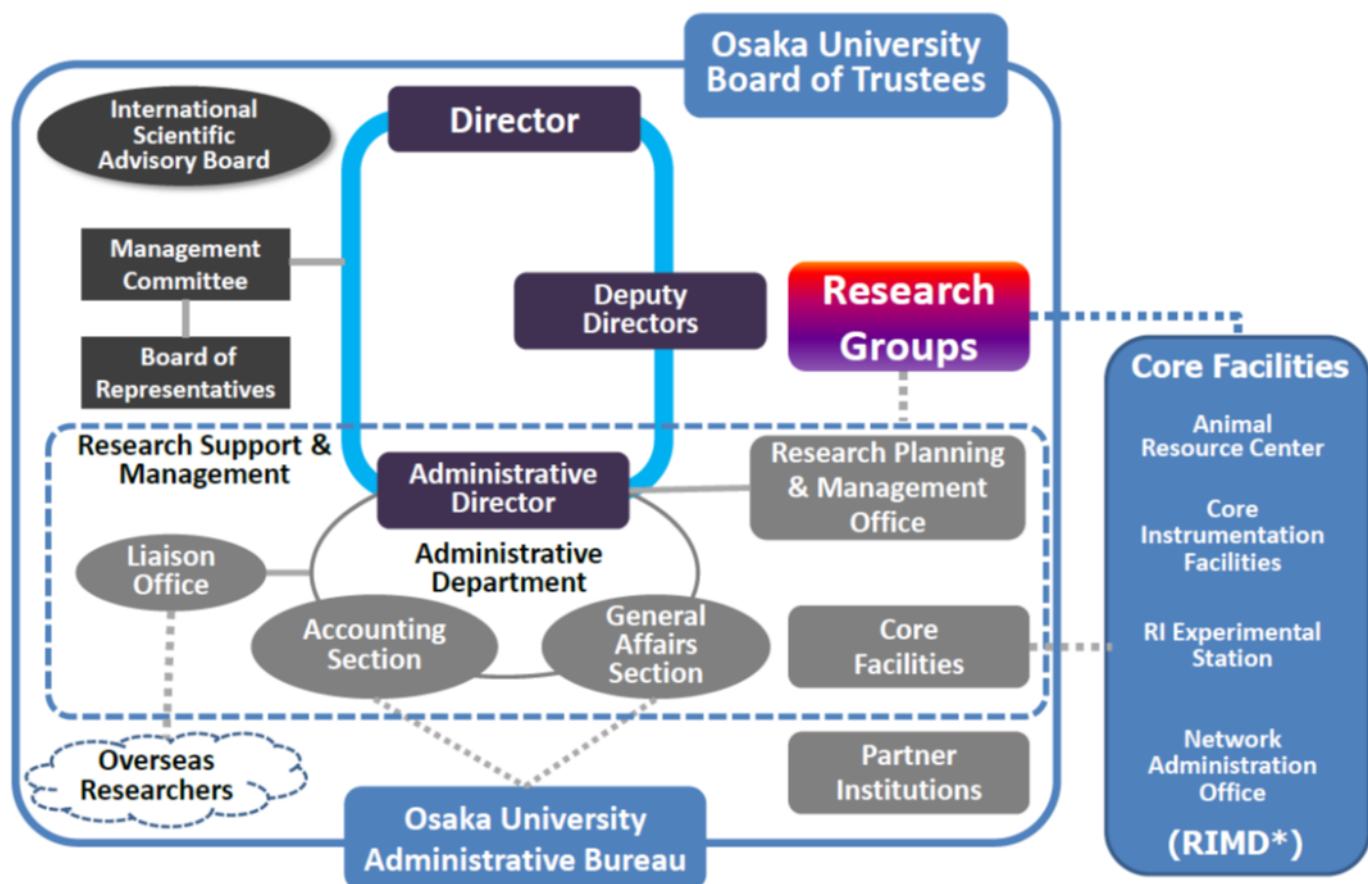 Osaka University
Board of Trustees
International
Scientific
Advisory Board
Director
Management
Committee
Deputy
Directors
Research
Groups
Board of
Representatives
Core Facilities
Animal
Resource Center
Core
Instrumentation
Facilities
RI Experimental
Station
Network
Administration
Office
(RIMD*)
Research Support &
Management
Administrative
Director
Research Planning
& Management
Office
Administrative
Department
Liaison
Office
Accounting
Section
General
Affairs
Section
Core
Facilities
Overseas
Researchers
Partner
Institutions
Osaka University
Administrative Bureau